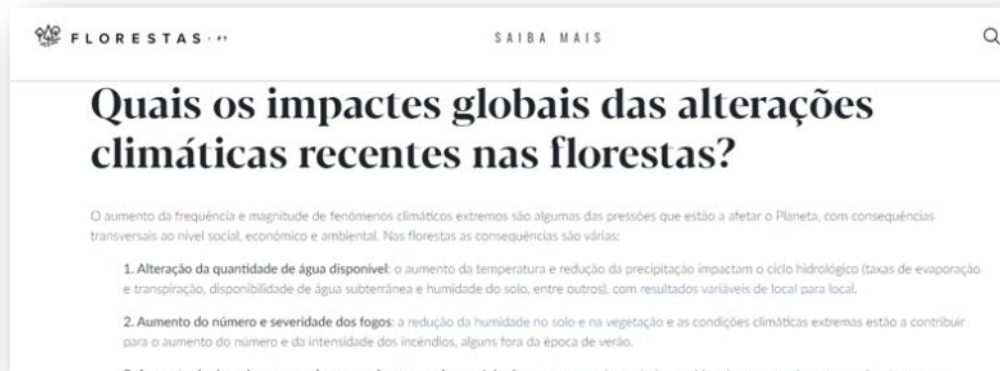 FLORESTAS.PT
SAIBA MAIS
Quais os impactes globais das alterações
climáticas recentes nas florestas?
O aumento da frequência e magnitude de fenómenos climáticos extremos são algumas das pressões que estão a afetar o Planeta, com consequências
transversais ao nível social, económico e ambiental. Nas florestas as consequências são várias:
1. Alteração da quantidade de água disponível: o aumento da temperatura e redução da precipitação impactam o ciclo hidrológico (taxas de evaporação
e transpiração, disponibilidade de água subterrânea e humidade do solo, entre outros), com resultados variáveis de local para local.
2. Aumento do número e severidade dos fogos: a redução da humidade no solo e na vegetação e as condições climáticas extremas estão a contribuir
para o aumento do número e da intensidade dos incêndios, alguns fora da época de verão.